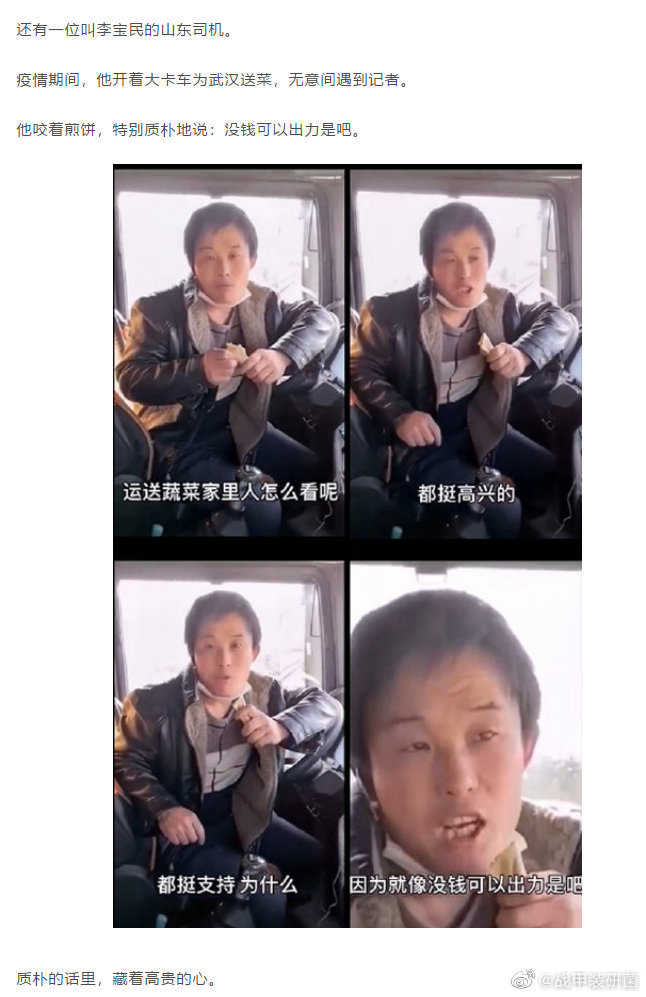 还有一位叫李宝民的山东司机。
疫情期间，他开着大卡车为武汉送菜，无意间遇到记者。
他咬着煎饼，特别质朴地说：没钱可以出力是吧。
运送蔬菜家里人怎么看呢
都挺高兴的
都挺支持 为什么
因为就像没钱可以出力是吧
质朴的话里，藏着高贵的心。
@战甲装研菌